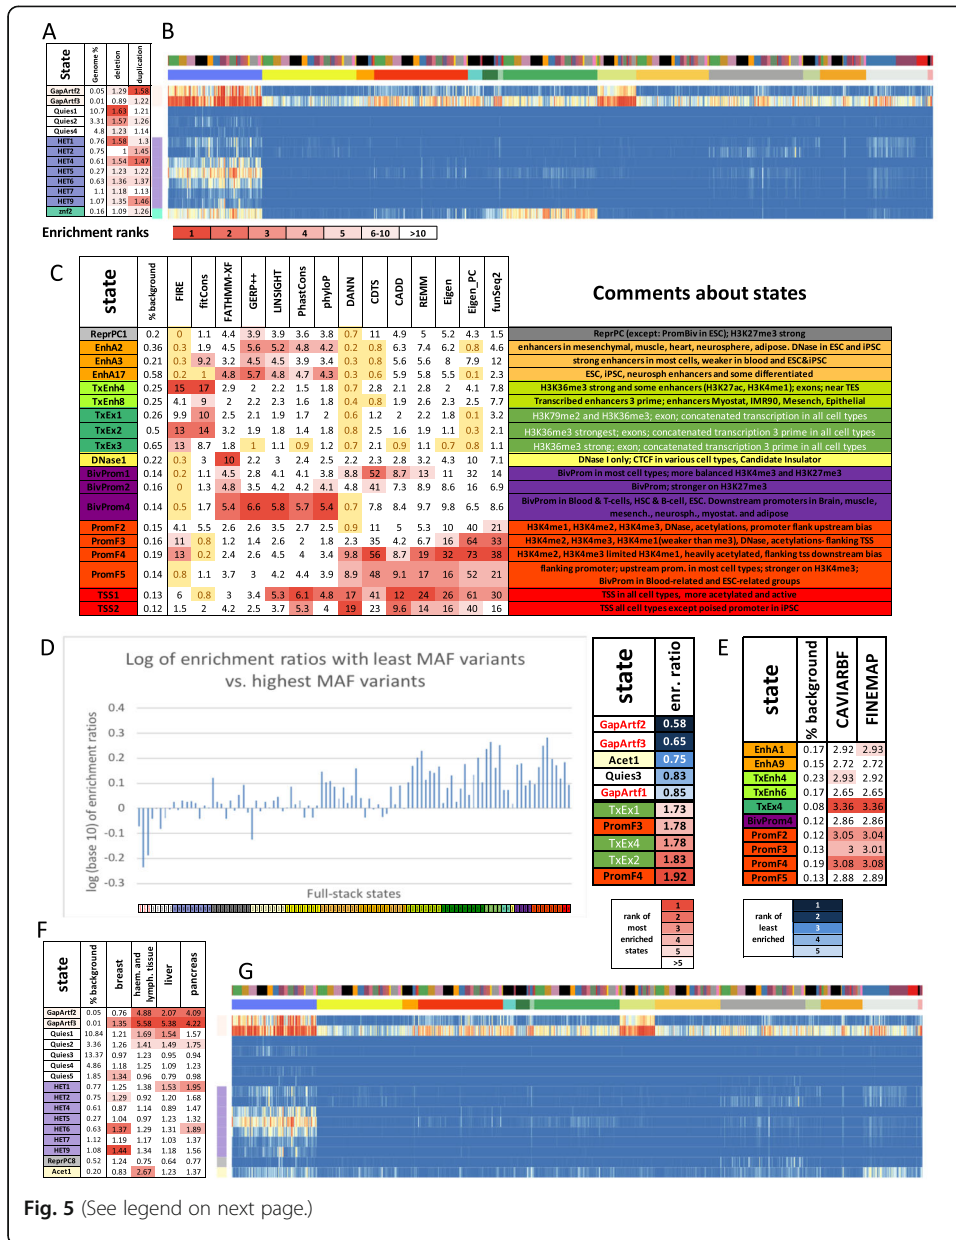 A
State Genome % deletion duplication
GapArtf2 0.05 1.29 1.58
GapArtf3 0.01 0.89 1.22
Quies1 10.7 1.63 1.21
Quies2 3.31 1.57 1.26
Quies4 4.8 1.23 1.14
HET1 0.76 1.58 1.3
HET2 0.75 1 1.45
HET4 0.61 1.54 1.47
HET5 0.27 1.23 1.22
HET6 0.63 1.36 1.37
HET7 1.1 1.18 1.13
HET9 1.07 1.35 1.46
znf2 0.16 1.09 1.26
B
Enrichment ranks 1 2 3 4 5 6-10 >10
C
state % background FIRE fitCons FATHMM-XF GERP++ LINSIGHT PhastCons phyloP DANN CDTS CADD REMM Eigen Eigen_PC funSeq2 Comments about states
ReprPC1 0.2 0 1.1 4.4 3.9 3.9 3.6 3.8 0.7 11 4.9 5 5.2 4.3 1.5 ReprPC (except: PromBiv in ESC); H3K27me3 strong
EnhA2 0.36 0.3 1.9 4.5 5.6 5.2 4.8 4.2 0.2 0.8 6.3 7.4 6.2 0.8 4.6 enhancers in mesenchymal, muscle, heart, neurosphere, adipose. DNase in ESC and iPSC
EnhA3 0.21 0.3 9.2 3.2 4.5 4.5 3.9 3.4 0.3 0.8 5.6 5.6 8 7.9 12 strong enhancers in most cells, weaker in blood and ESC&iPSC
EnhA17 0.58 0.2 1 4.8 5.7 4.8 4.7 4.3 0.3 0.6 5.9 5.8 5.5 0.1 2.3 ESC, iPSC, neurosph enhancers and some differentiated
TxEnh4 0.25 15 17 2.9 2 2.2 1.5 1.8 0.6 2.7 2.8 2.1 2.8 2 4.1 7.8 H3K36me3 strong and some enhancers (H3K27ac, H3K4me1); exons; near TES
TxEnh8 0.25 4.1 9 2 2.2 2.3 1.6 1.8 0.4 0.8 2.5 1.9 2.6 2.3 2.5 7.7 Transcribed enhancers 3 prime; enhancers Myostat, IMR90, Mesench, Epithelial
TxEx1 0.26 9.9 10 2.5 2.1 1.9 1.7 2 0.6 1.2 2 2.2 1.8 0.1 3.2 H3K79me2 and H3K36me3; exon; concatenated transcription in all cell types
TxEx2 0.5 13 14 3.2 1.9 1.8 1.4 1.8 0.8 2.5 1.6 1.9 1.1 0.3 2.1 H3K36me3 strongest; exons; concatenated transcription 3 prime in all cell types
TxEx3 0.65 13 8.7 1.8 1 0.9 1.2 0.9 0.7 2.4 0.9 1.3 0.7 0.8 1.1 H3K36me3 strong; exon; concatenated transcription 3 prime in all cell types
DNase1 0.22 0.3 3 10 2.2 3 2.4 2.5 2.2 2.5 2.8 3.2 4.3 10 7.1 DNase I only; CTCF in various cell types, Candidate Insulator
BivProm1 0.14 0.2 1.1 4.5 2.8 4.1 4.1 3.8 8.8 52 8.7 13 11 32 14 BivProm in most cell types; more balanced H3K4me3 and H3K27me3
BivProm2 0.16 0 1.3 4.8 3.5 3.2 4.2 4.1 4.8 41 7.3 8.9 8.6 16 6.9 BivProm; stronger on H3K27me3
BivProm4 0.14 0.5 1.7 5.4 6.6 5.8 5.7 5.4 0.7 7.8 8.4 9.7 9.8 6.5 8.6 BivProm in Blood & T-cells, HSC & B-cell, ESC. Downstream promoters in Brain, muscle, mesench., neurosph., myostat. and adipose
PromF2 0.15 4.1 5.5 2.6 2.6 3.5 2.7 2.5 0.9 11 5 5.3 10 40 21 H3K4me1, H3K4me2, H3K4me3, DNase, acetylations, promoter flank upstream bias
PromF3 0.16 11 0.8 1.2 1.4 2.6 2 1.8 2.3 35 4.2 6.2 16 64 33 H3K4me2, H3K4me3, H3K4me1(weaker than me3), DNase, acetylations- flanking TSS
PromF4 0.19 13 0.2 2.4 2.6 4.5 4 3.4 9.8 56 8.7 19 32 73 38 H3K4me2, H3K4me3 limited H3K4me1, heavily acetylated, flanking tss downstream bias
PromF5 0.14 0.8 1.1 3.7 3 4.2 4.4 3.9 8.9 48 9.1 17 16 52 21 flanking promoter; upstream prom. in most cell types; stronger on H3K4me3; BivProm in Blood-related and ESC-related groups
TSS1 0.13 6 0.8 3 3.4 5.3 6.1 4.8 17 41 12 24 26 61 30 TSS in all cell types, more acetylated and active
TSS2 0.12 1.5 2 4.2 2.5 3.7 5.3 4 19 23 9.6 14 16 40 16 TSS all cell types except poised promoter in iPSC
D
Log of enrichment ratios with least MAF variants
vs. highest MAF variants
log (base 10) of enrichment ratios
0.4
0.3
0.2
0.1
0
-0.1
-0.2
-0.3
Full-stack states
state enr. ratio
GapArtf2 0.58
GapArtf3 0.65
Acet1 0.75
Quies3 0.83
GapArtf1 0.85
TxEx1 1.73
PromF3 1.78
TxEx4 1.78
TxEx2 1.83
PromF4 1.92
rank of most enriched states 1 2 3 4 5 >5
E
state % background CAVIARBF FINEMAP
EnhA1 0.17 2.92 2.93
EnhA9 0.15 2.72 2.72
TxEnh4 0.23 2.93 2.92
TxEnh6 0.17 2.65 2.65
TxEx4 0.08 3.36 3.36
BivProm4 0.12 2.86 2.86
PromF2 0.12 3.05 3.04
PromF3 0.13 3 3.01
PromF4 0.19 3.08 3.08
PromF5 0.13 2.88 2.89
rank of least enriched 1 2 3 4 5
F
state % background breast haem. and lymph. tissue liver pancreas
GapArtf2 0.05 0.76 4.88 2.07 4.09
GapArtf3 0.01 1.35 5.58 5.38 4.22
Quies1 10.84 1.21 1.69 1.54 1.57
Quies2 3.36 1.26 1.41 1.49 1.75
Quies3 13.37 0.97 1.23 0.95 0.94
Quies4 4.86 1.18 1.25 1.09 1.23
Quies5 1.85 1.34 0.96 0.79 0.98
HET1 0.77 1.25 1.38 1.53 1.95
HET2 0.75 1.29 0.92 1.20 1.68
HET4 0.61 0.87 1.14 0.89 1.47
HET5 0.27 1.04 0.97 1.23 1.32
HET6 0.63 1.37 1.29 1.31 1.89
HET7 1.12 1.19 1.17 1.03 1.37
HET9 1.08 1.44 1.34 1.18 1.56
ReprPC8 0.52 1.24 0.75 0.64 0.77
Acet1 0.20 0.83 2.67 1.23 1.37
G
Fig. 5 (See legend on next page.)